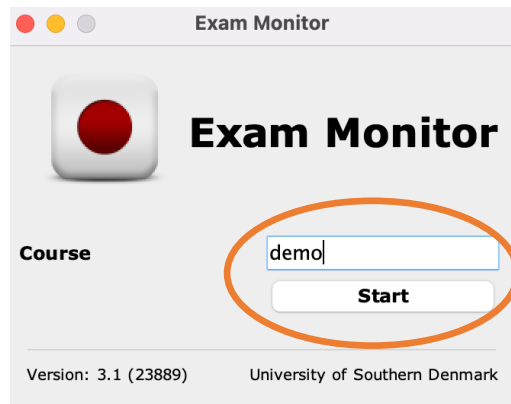 Exam Monitor
Exam Monitor
Course
demo
Start
Version: 3.1 (23889)
University of Southern Denmark